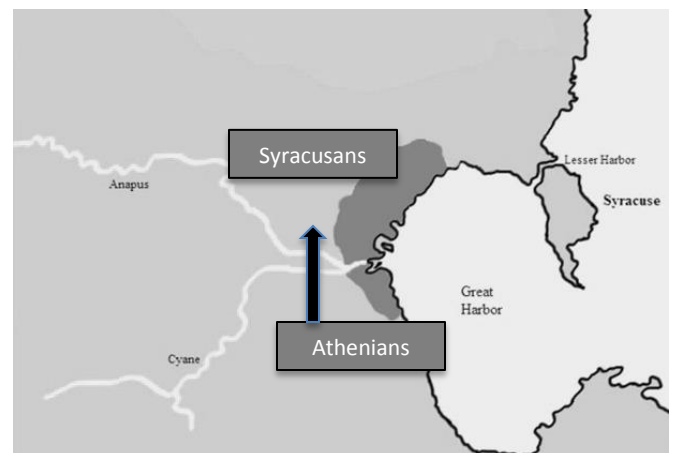 Syracusans
Lesser Harbor
Anapus
Syracuse
Great
Harbor
Athenians
Cyane